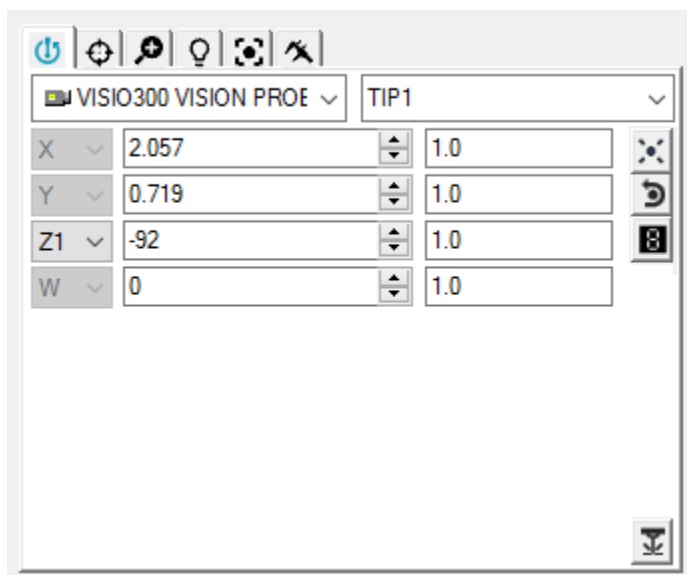 VISIO300 VISION PROE TIP1
X 2.057 1.0
Y 0.719 1.0
Z1 -92 1.0
W 0 1.0